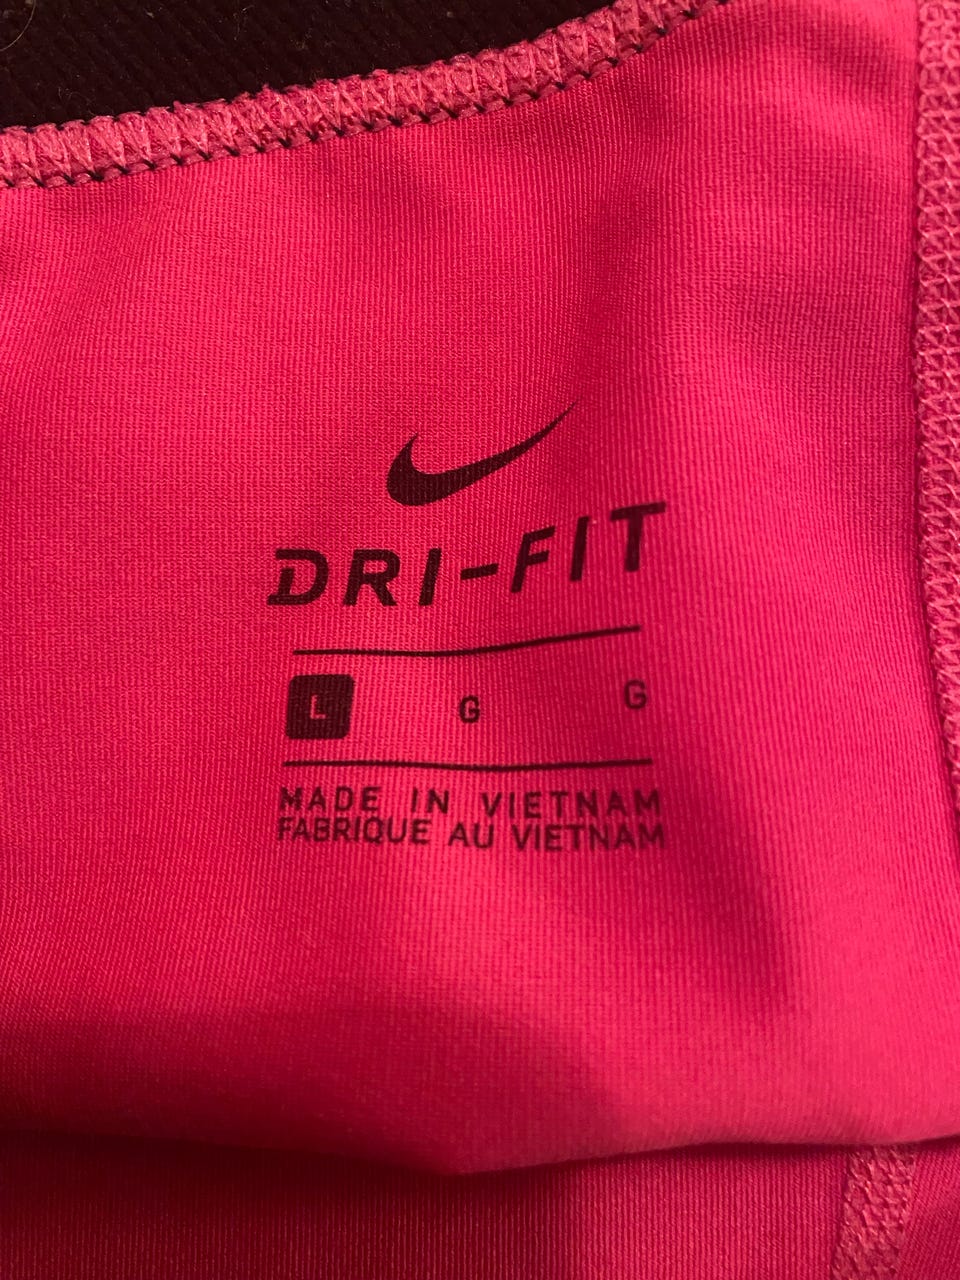 DRI-FIT
L G G
MADE IN VIETNAM
FABRIQUE AU VIETNAM